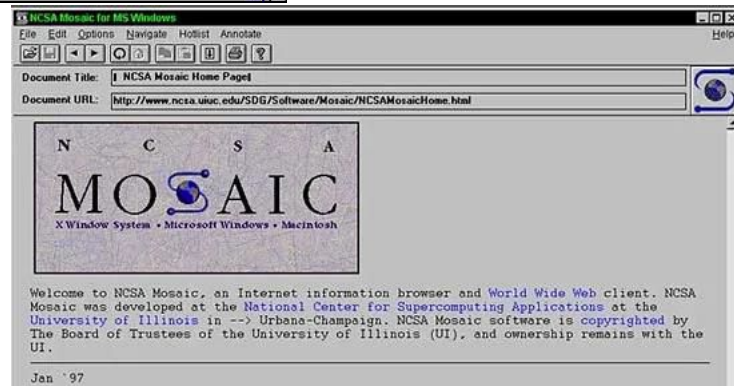 NCSA Mosaic for MS Windows
File Edit Options Navigate Hotlist Annotate Help
Document Title: NCSA Mosaic Home Page
Document URL: http://www.ncsa.uiuc.edu/SDG/Software/Mosaic/NCSAMosaicHome.html
N C S A
MOSAIC
X Window System • Microsoft Windows • Macintosh
Welcome to NCSA Mosaic, an Internet information browser and World Wide Web client. NCSA
Mosaic was developed at the National Center for Supercomputing Applications at the
University of Illinois in --> Urbana-Champaign. NCSA Mosaic software is copyrighted by
The Board of Trustees of the University of Illinois (UI), and ownership remains with the
UI.
Jan `97